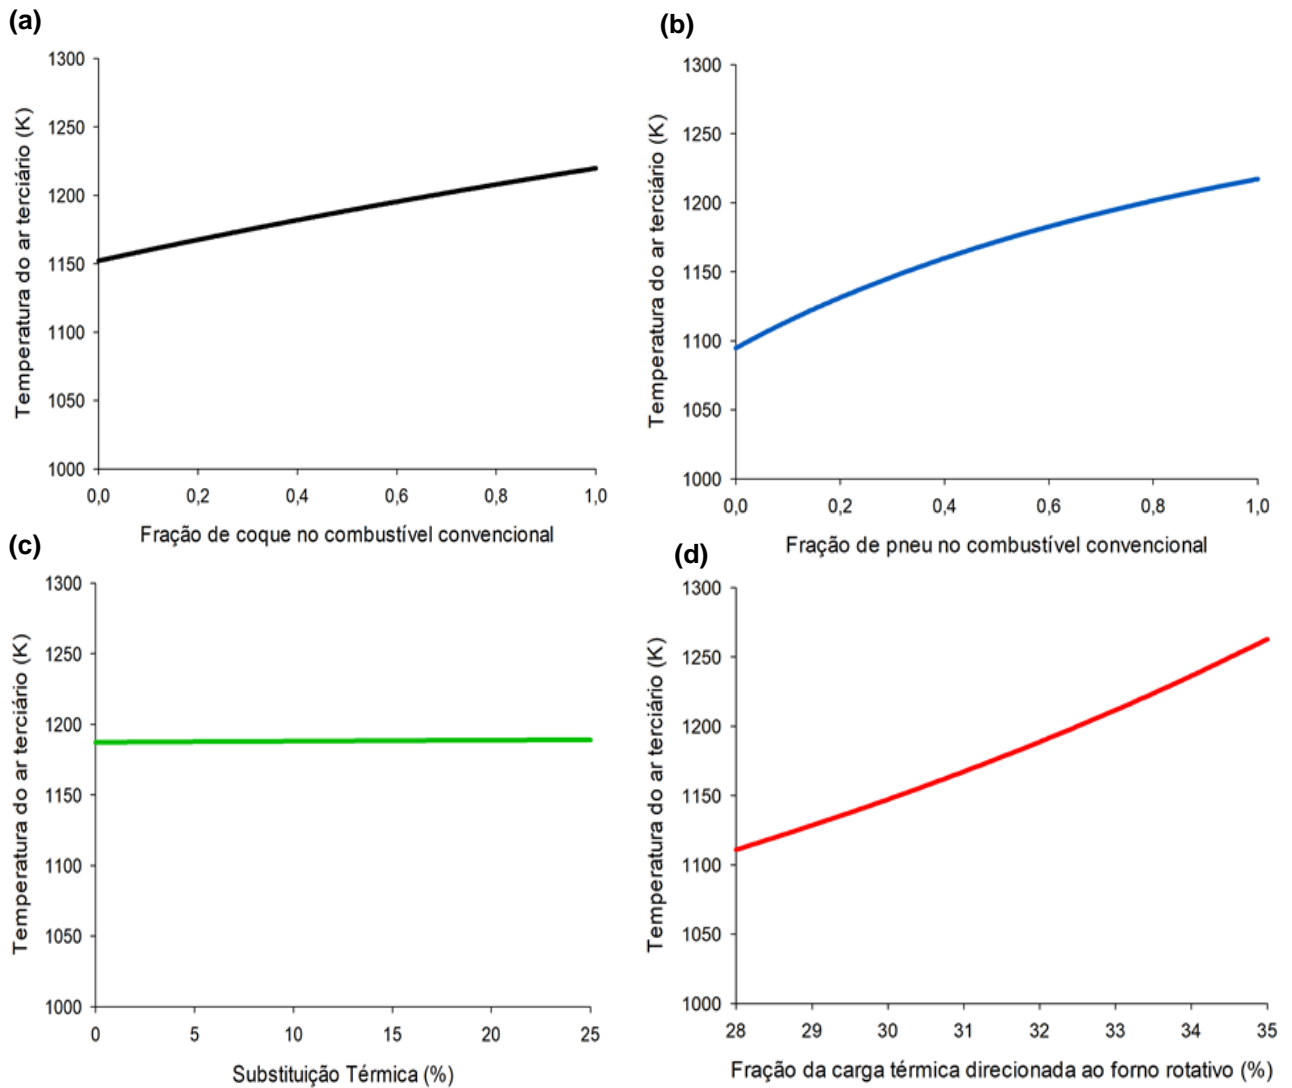 (a)
Temperatura do ar terciário (K)
1300
1250
1200
1150
1100
1050
1000
0,0 0,2 0,4 0,6 0,8 1,0
Fração de coque no combustível convencional
(b)
Temperatura do ar terciário (K)
1300
1250
1200
1150
1100
1050
1000
0,0 0,2 0,4 0,6 0,8 1,0
Fração de pneu no combustível convencional
(c)
Temperatura do ar terciário (K)
1300
1250
1200
1150
1100
1050
1000
0 5 10 15 20 25
Substituição Térmica (%)
(d)
Temperatura do ar terciário (K)
1300
1250
1200
1150
1100
1050
1000
28 29 30 31 32 33 34 35
Fração da carga térmica direcionada ao forno rotativo (%)